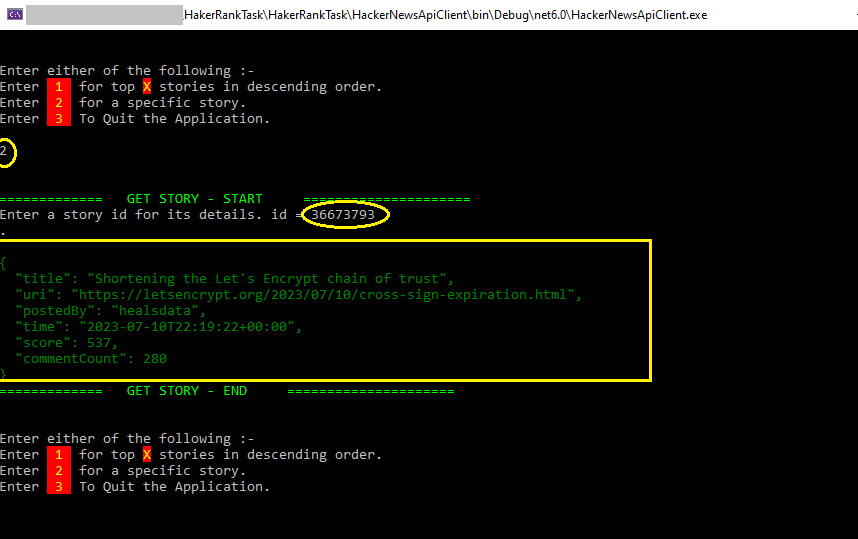 HakerRankTask\HakerRankTask\HackerNewsApiClient\bin\Debug\net6.0\HackerNewsApiClient.exe
Enter either of the following :-
Enter 1 for top X stories in descending order.
Enter 2 for a specific story.
Enter 3 To Quit the Application.
2
============= GET STORY - START =====================
Enter a story id for its details. id = 36673793
.
{
"title": "Shortening the Let's Encrypt chain of trust",
"uri": "https://letsencrypt.org/2023/07/10/cross-sign-expiration.html",
"postedBy": "healsdata",
"time": "2023-07-10T22:19:22+00:00",
"score": 537,
"commentCount": 280
}
============= GET STORY - END =====================
Enter either of the following :-
Enter 1 for top X stories in descending order.
Enter 2 for a specific story.
Enter 3 To Quit the Application.